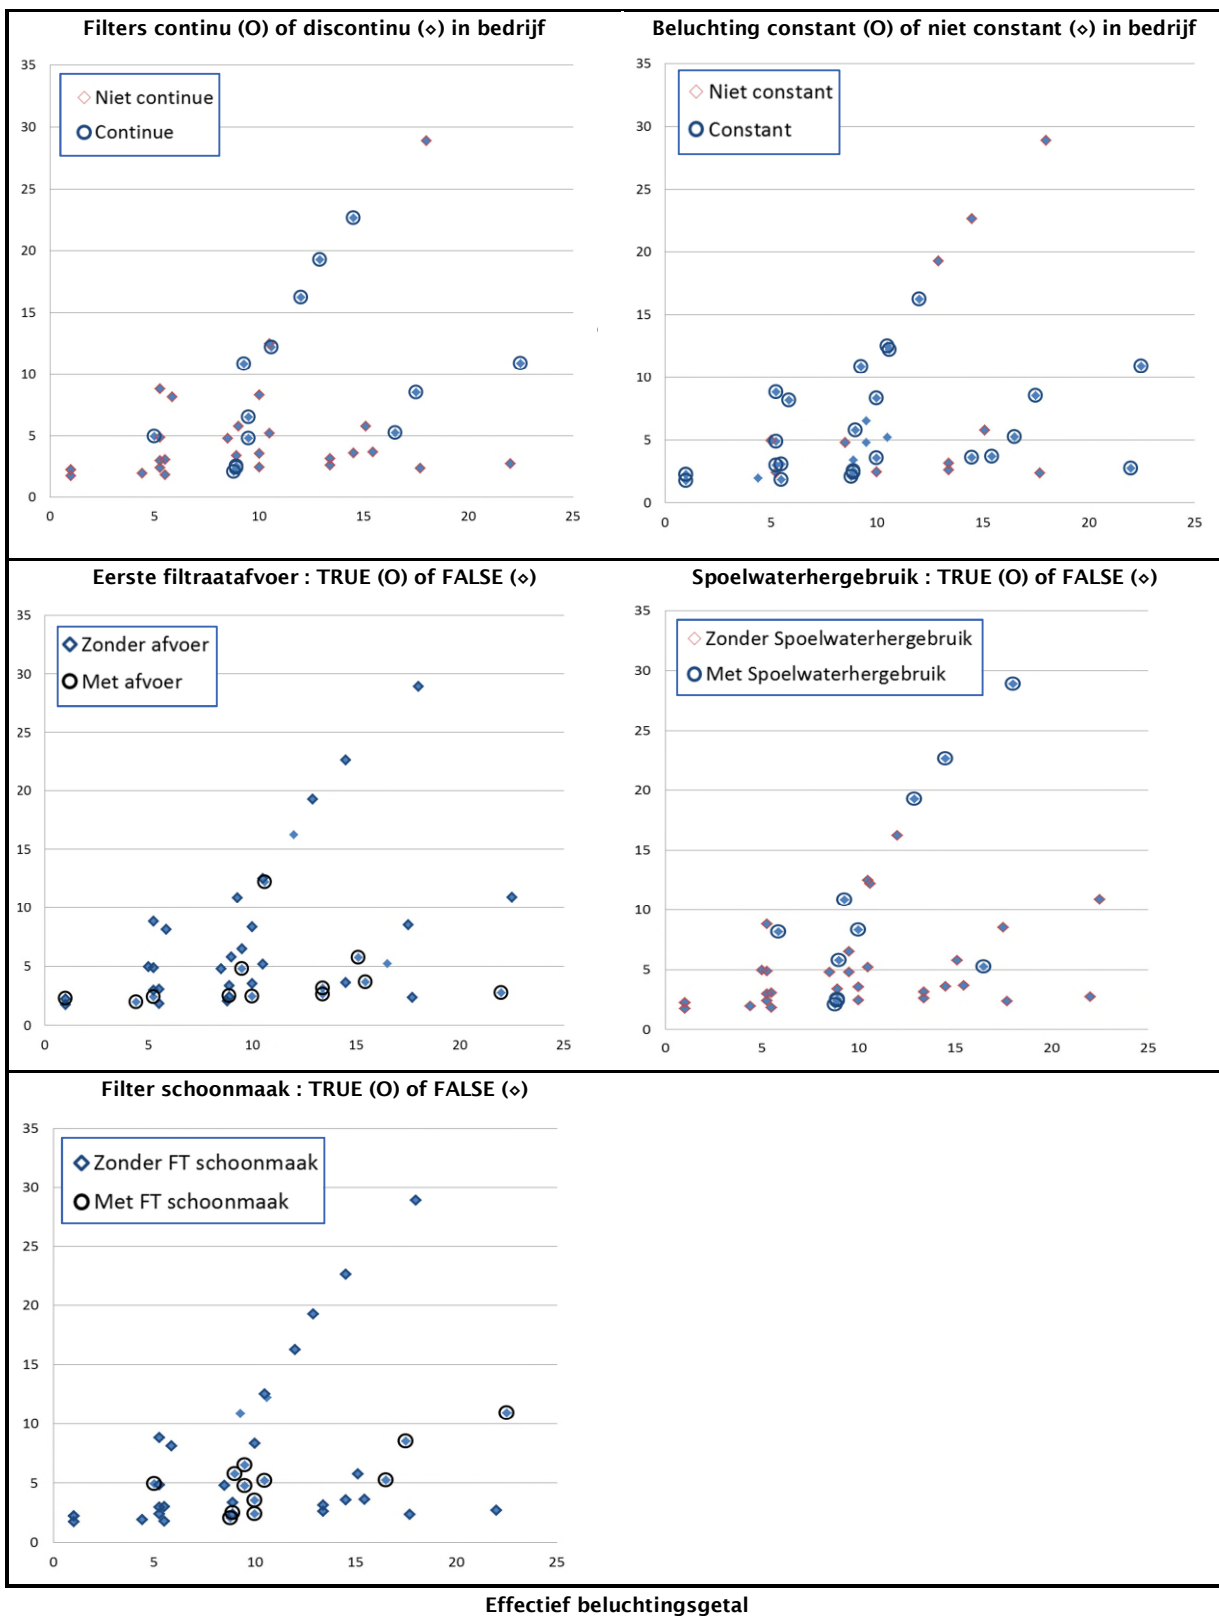 Filters continu (O) of discontinu (⋄) in bedrijf
35
30
25
20
15
10
5
0
0 5 10 15 20 25
Niet continue
Continue
Beluchting constant (O) of niet constant (⋄) in bedrijf
35
30
25
20
15
10
5
0
0 5 10 15 20 25
Niet constant
Constant
Eerste filtraatafvoer : TRUE (O) of FALSE (⋄)
35
30
25
20
15
10
5
0
0 5 10 15 20 25
Zonder afvoer
Met afvoer
Spoelwaterhergebruik : TRUE (O) of FALSE (⋄)
35
30
25
20
15
10
5
0
0 5 10 15 20 25
Zonder Spoelwaterhergebruik
Met Spoelwaterhergebruik
Filter schoonmaak : TRUE (O) of FALSE (⋄)
35
30
25
20
15
10
5
0
0 5 10 15 20 25
Zonder FT schoonmaak
Met FT schoonmaak
Effectief beluchtingsgetal